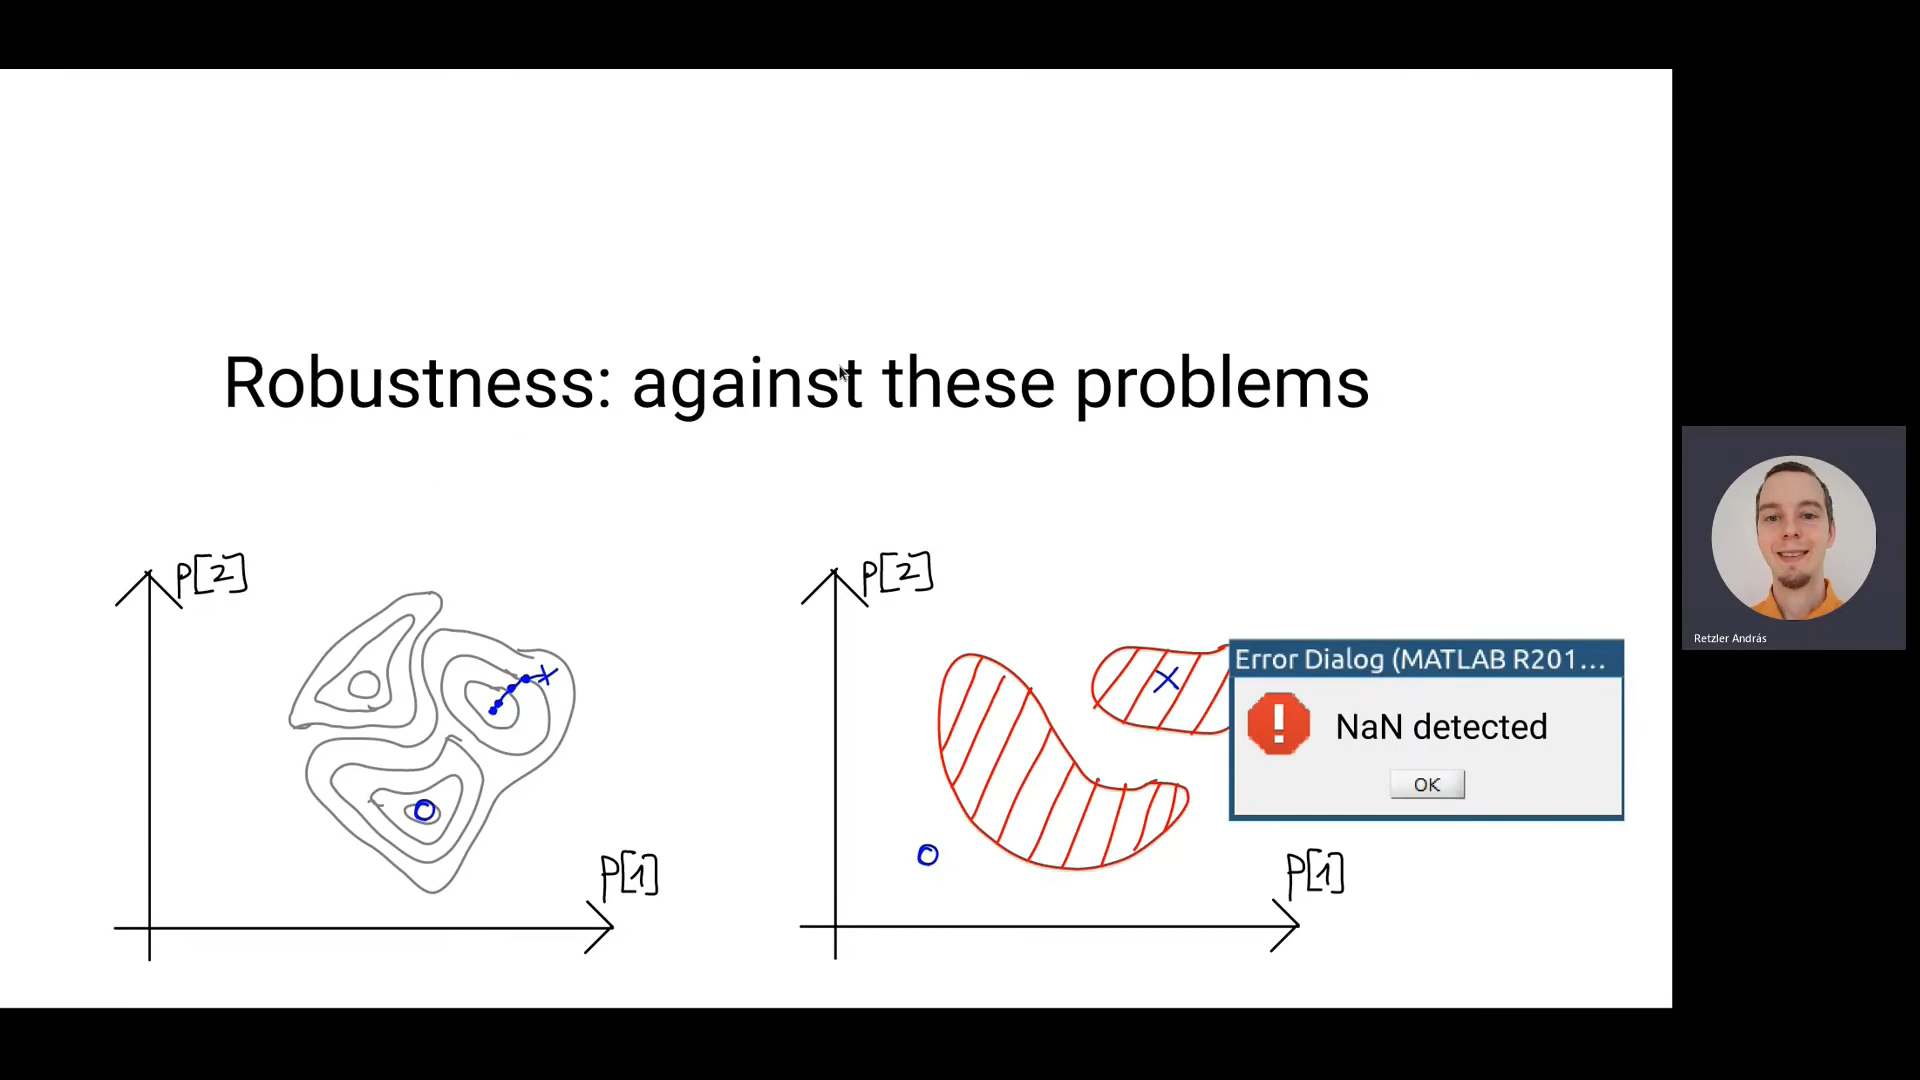 Robustness: against these problems
P[2]
P[1]
P[2]
P[1]
Error Dialog (MATLAB R201...
NaN detected
OK
Retzler András